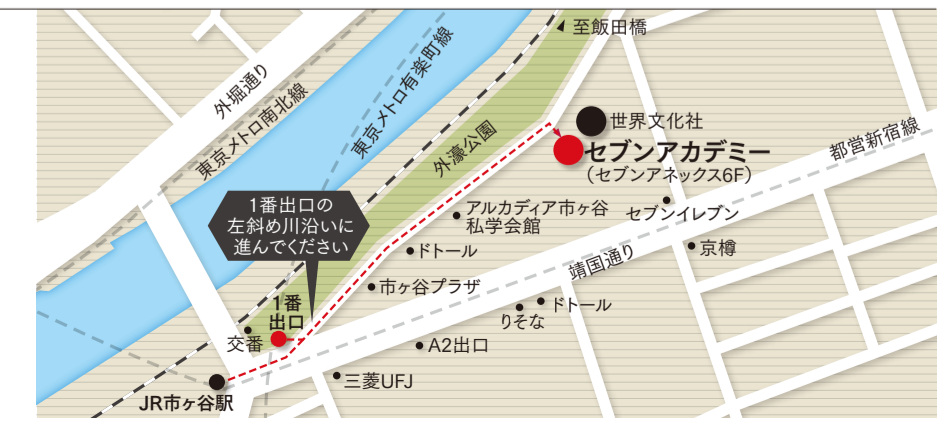 至飯田橋
外堀通り
東京メトロ南北線
東京メトロ有楽町線
外濠公園
世界文化社
セブンアカデミー
(セブンアネックス6F)
都営新宿線
1番出口の
左斜め川沿いに
進んでください
アルカディア市ヶ谷
私学会館
セブンイレブン
ドトール
京樽
靖国通り
市ヶ谷プラザ
1番
出口
ドトール
りそな
交番
A2出口
三菱UFJ
JR市ヶ谷駅